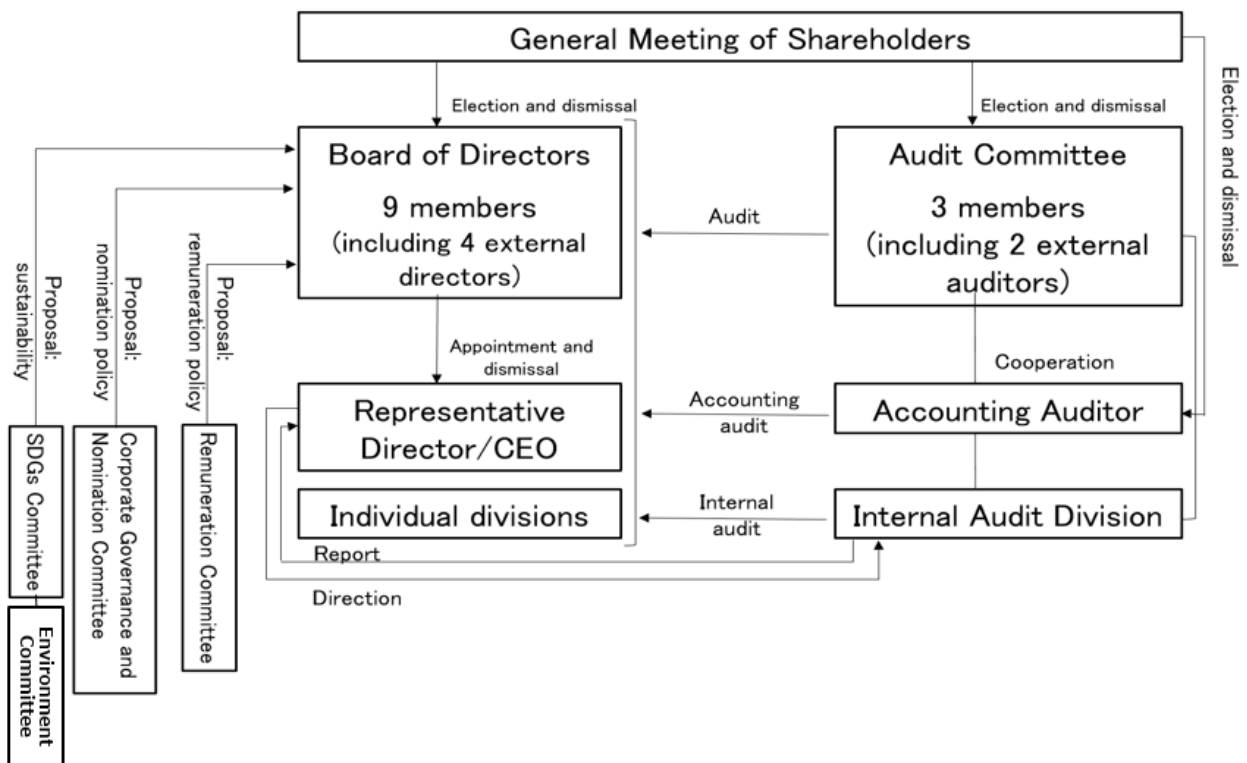 General Meeting of Shareholders
Election and dismissal
Election and dismissal
Election and dismissal
Board of Directors
9 members
(including 4 external
directors)
Audit Committee
3 members
(including 2 external
auditors)
Audit
Proposal:
sustainability
Proposal:
nomination policy
Proposal:
remuneration policy
Appointment and
dismissal
Cooperation
Representative
Director/CEO
Accounting
audit
Accounting Auditor
Individual divisions
Internal
audit
Internal Audit Division
Report
Direction
SDGs Committee
Corporate Governance and
Nomination Committee
Remuneration Committee
Environment
Committee